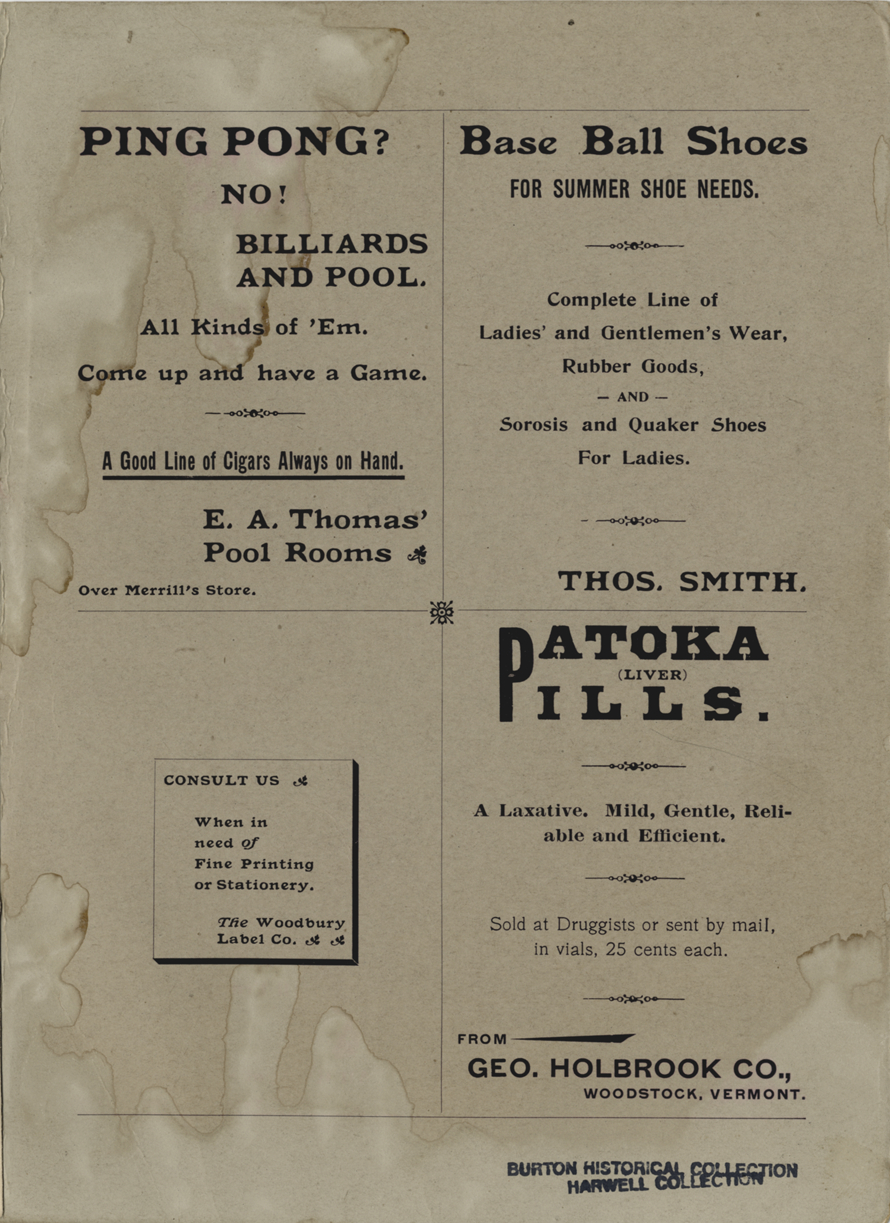 PING PONG?
NO!
BILLIARDS
AND POOL.
All Kinds of 'Em.
Come up and have a Game.
A Good Line of Cigars Always on Hand.
E. A. Thomas'
Pool Rooms
Over Merrill's Store.
Base Ball Shoes
FOR SUMMER SHOE NEEDS.
Complete Line of
Ladies' and Gentlemen's Wear,
Rubber Goods,
— AND —
Sorosis and Quaker Shoes
For Ladies.
THOS. SMITH.
CONSULT US
When in
need of
Fine Printing
or Stationery.
The Woodbury
Label Co.
PATOKA
(LIVER)
PILLS.
A Laxative. Mild, Gentle, Reli-
able and Efficient.
Sold at Druggists or sent by mail,
in vials, 25 cents each.
FROM
GEO. HOLBROOK CO.,
WOODSTOCK, VERMONT.
BURTON HISTORICAL COLLECTION
HARWELL COLLECTION